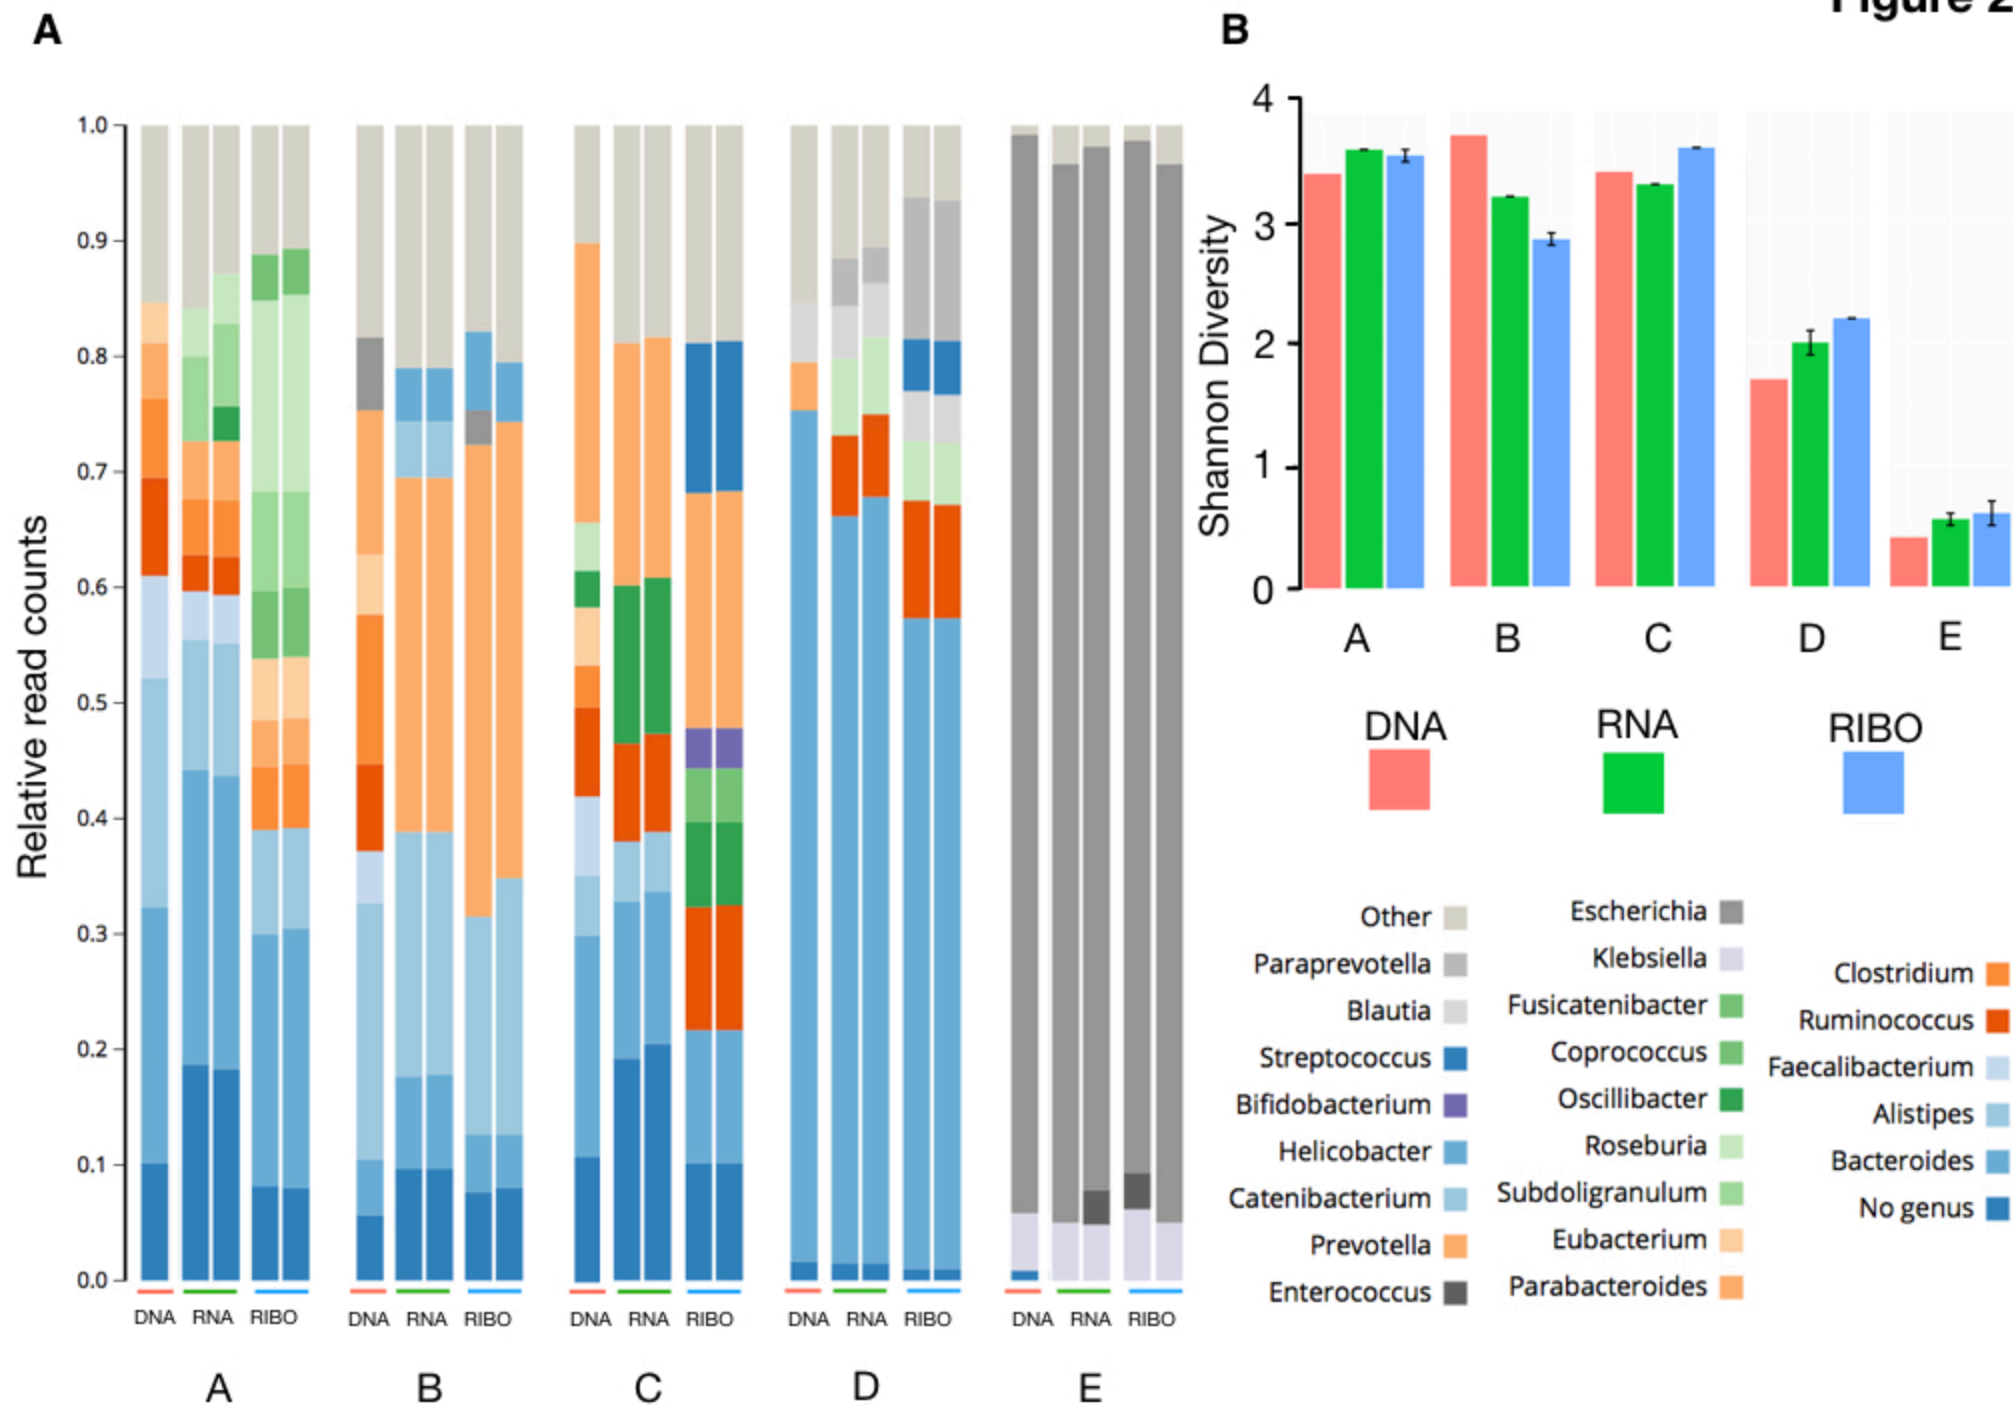 Figure 2
A
B
1.0
0.9
0.8
0.7
0.6
0.5
0.4
0.3
0.2
0.1
0.0
Relative read counts
DNA RNA RIBO
DNA RNA RIBO
DNA RNA RIBO
DNA RNA RIBO
DNA RNA RIBO
A B C D E
4
3
2
1
0
Shannon Diversity
A B C D E
DNA RNA RIBO
Other
Paraprevotella
Blautia
Streptococcus
Bifidobacterium
Helicobacter
Catenibacterium
Prevotella
Enterococcus
Escherichia
Klebsiella
Fusicatenibacter
Coprococcus
Oscillibacter
Roseburia
Subdoligranulum
Eubacterium
Parabacteroides
Clostridium
Ruminococcus
Faecalibacterium
Alistipes
Bacteroides
No genus